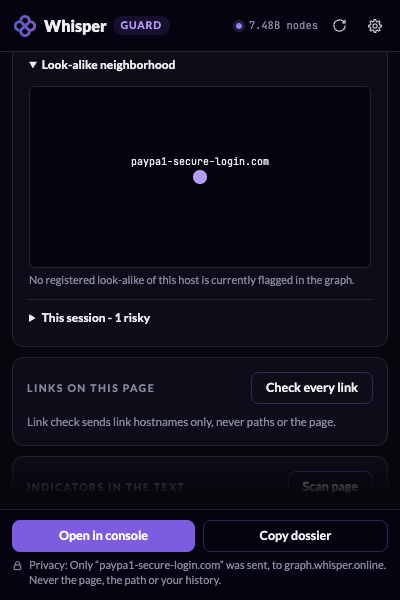 Whisper GUARD 7.48B nodes
▼ Look-alike neighborhood
paypa1-secure-login.com
No registered look-alike of this host is currently flagged in the graph.
▶ This session - 1 risky
LINKS ON THIS PAGE
Check every link
Link check sends link hostnames only, never paths or the page.
INDICATORS IN THE TEXT
Scan page
Open in console
Copy dossier
Privacy: Only “paypa1-secure-login.com” was sent, to graph.whisper.online.
Never the page, the path or your history.